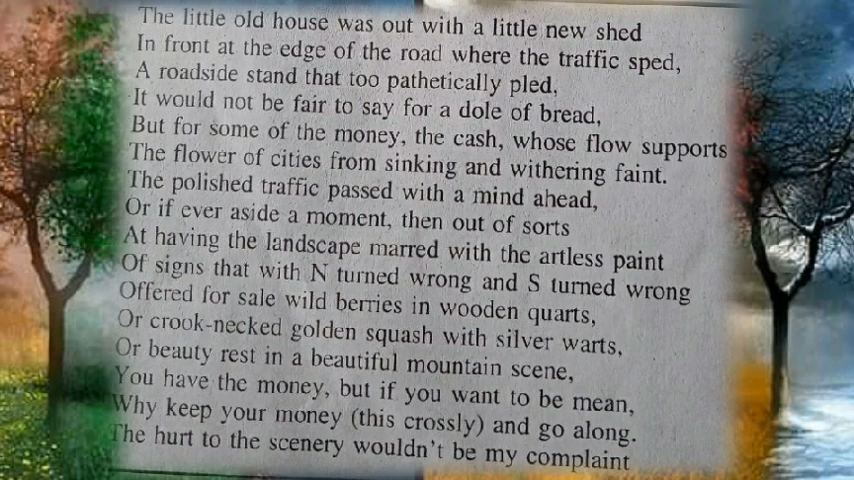 The little old house was out with a little new shed
In front at the edge of the road where the traffic sped,
A roadside stand that too pathetically pled,
It would not be fair to say for a dole of bread,
But for some of the money, the cash, whose flow supports
The flower of cities from sinking and withering faint.
The polished traffic passed with a mind ahead,
Or if ever aside a moment, then out of sorts
At having the landscape marred with the artless paint
Of signs that with N turned wrong and S turned wrong
Offered for sale wild berries in wooden quarts,
Or crook-necked golden squash with silver warts,
Or beauty rest in a beautiful mountain scene,
You have the money, but if you want to be mean,
Why keep your money (this crossly) and go along.
The hurt to the scenery wouldn't be my complaint